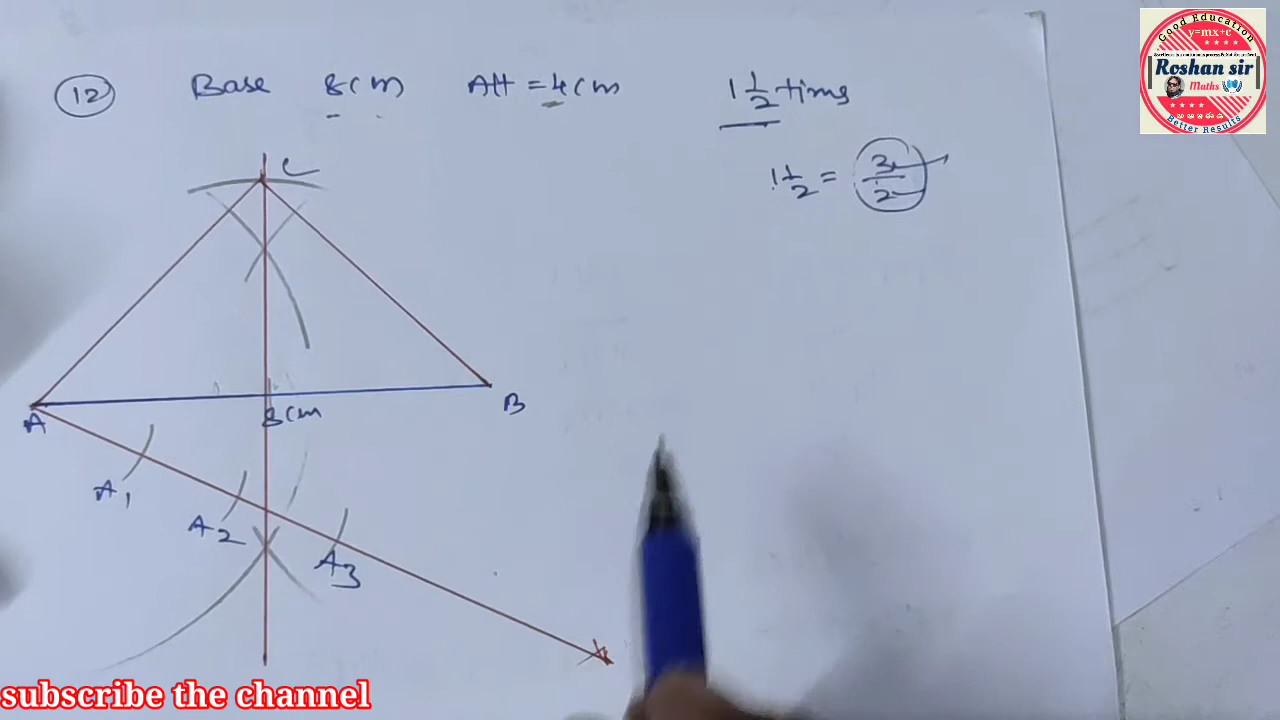 12 Base 8cm Alt = 4cm 1 1/2 times
1 1/2 = 3/2
C
8cm
A
B
A1
A2
A3
X
Good Education
y=mx+c
Roshan sir
Maths
Better Results
subscribe the channel